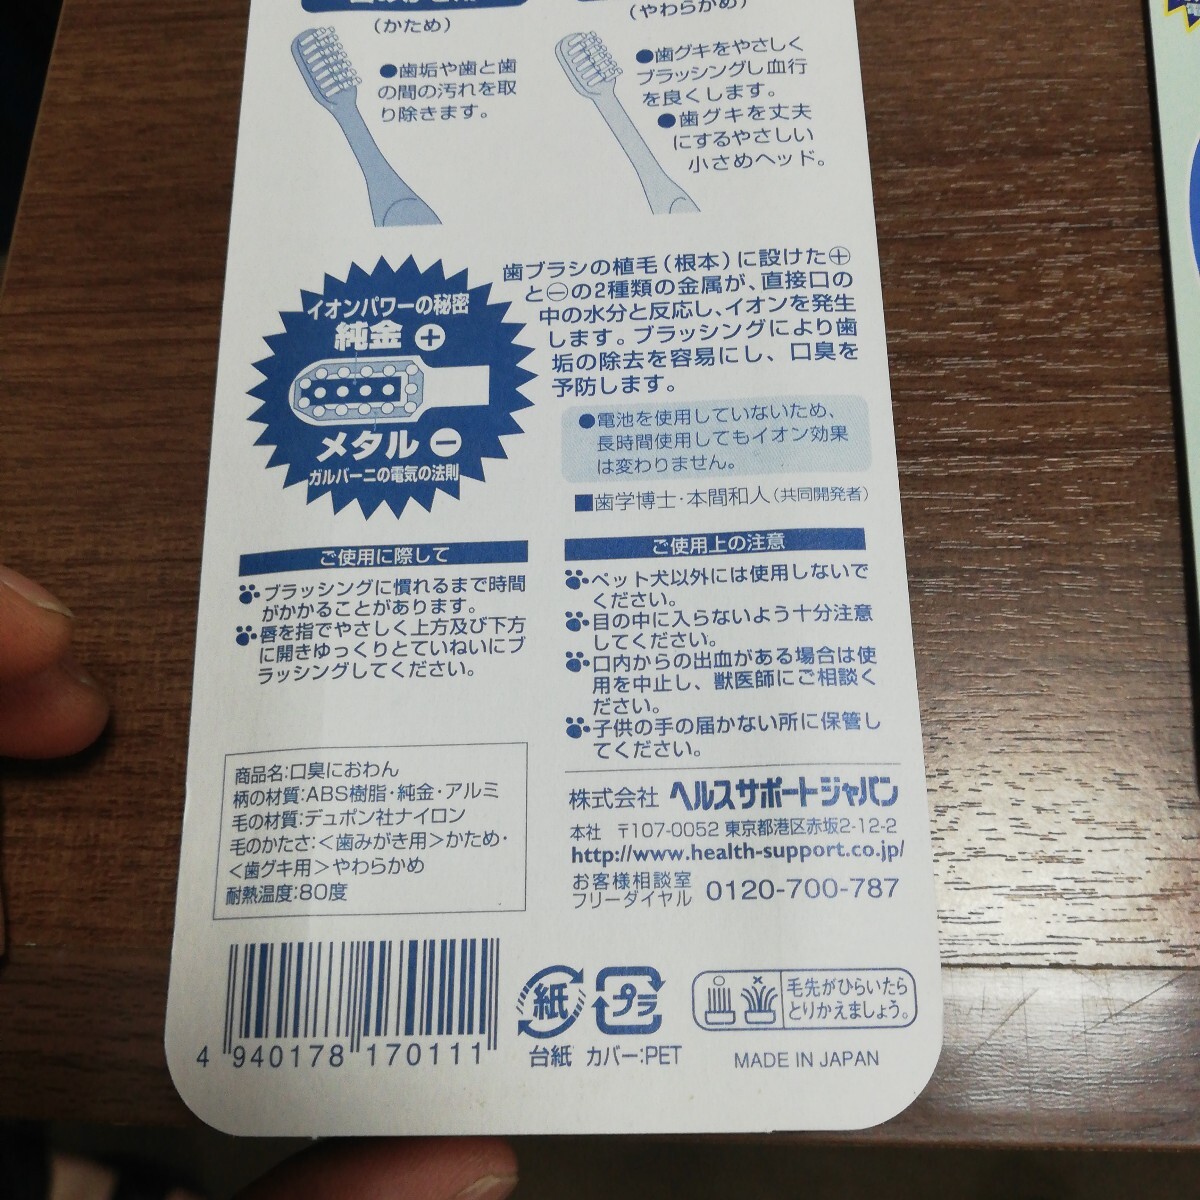 (かため)
(やわらかめ)
●歯垢や歯と歯
の間の汚れを取
り除きます。
●歯グキをやさしく
ブラッシングし血行
を良くします。
●歯グキを丈夫
にするやさしい
小さめヘッド。
イオンパワーの秘密
純金 ⊕
メタル ⊖
ガルバーニの電気の法則
歯ブラシの植毛(根本)に設けた⊕
と⊖の2種類の金属が、直接口の
中の水分と反応し、イオンを発生
します。ブラッシングにより歯
垢の除去を容易にし、口臭を
予防します。
●電池を使用していないため、
長時間使用してもイオン効果
は変わりません。
■歯学博士・本間和人(共同開発者)
ご使用に際して
ブラッシングに慣れるまで時間
がかかることがあります。
唇を指でやさしく上方及び下方
に開きゆっくりとていねいにブ
ラッシングしてください。
ご使用上の注意
ペット犬以外には使用しないで
ください。
目の中に入らないよう十分注意
してください。
口内からの出血がある場合は使
用を中止し、獣医師にご相談く
ださい。
子供の手の届かない所に保管し
てください。
商品名:口臭におわん
柄の材質:ABS樹脂・純金・アルミ
毛の材質:デュポン社ナイロン
毛のかたさ:<歯みがき用>かため・
<歯グキ用>やわらかめ
耐熱温度:80度
株式会社 ヘルスサポートジャパン
本社 〒107-0052 東京都港区赤坂2-12-2
http://www.health-support.co.jp/
お客様相談室
フリーダイヤル 0120-700-787
4 940178 170111
紙
プラ
台紙 カバー:PET
毛先がひらいたら
とりかえましょう。
MADE IN JAPAN